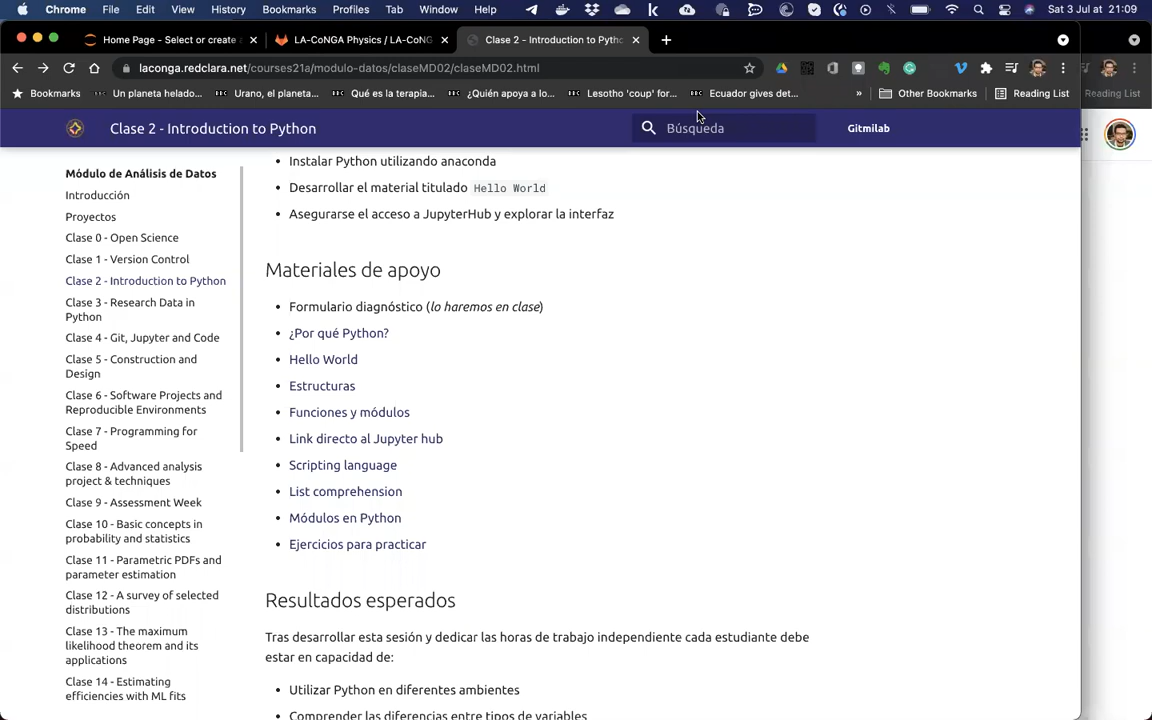 Chrome File Edit View History Bookmarks Profiles Tab Window Help Sat 3 Jul at 21:09
Home Page - Select or create
LA-CoNGA Physics / LA-CoNG
Clase 2 - Introduction to Pytho
laconga.redclara.net/courses21a/modulo-datos/claseMD02/claseMD02.html
Bookmarks Un planeta helado... Urano, el planeta... Qué es la terapia... ¿Quién apoya a lo... Lesotho 'coup' for... Ecuador gives det... » Other Bookmarks Reading List Reading List
Clase 2 - Introduction to Python
Búsqueda
Gitmilab
Módulo de Análisis de Datos
Introducción
Proyectos
Clase 0 - Open Science
Clase 1 - Version Control
Clase 2 - Introduction to Python
Clase 3 - Research Data in
Python
Clase 4 - Git, Jupyter and Code
Clase 5 - Construction and
Design
Clase 6 - Software Projects and
Reproducible Environments
Clase 7 - Programming for
Speed
Clase 8 - Advanced analysis
project & techniques
Clase 9 - Assessment Week
Clase 10 - Basic concepts in
probability and statistics
Clase 11 - Parametric PDFs and
parameter estimation
Clase 12 - A survey of selected
distributions
Clase 13 - The maximum
likelihood theorem and its
applications
Clase 14 - Estimating
efficiencies with ML fits
• Instalar Python utilizando anaconda
• Desarrollar el material titulado Hello World
• Asegurarse el acceso a JupyterHub y explorar la interfaz
Materiales de apoyo
• Formulario diagnóstico (lo haremos en clase)
• ¿Por qué Python?
• Hello World
• Estructuras
• Funciones y módulos
• Link directo al Jupyter hub
• Scripting language
• List comprehension
• Módulos en Python
• Ejercicios para practicar
Resultados esperados
Tras desarrollar esta sesión y dedicar las horas de trabajo independiente cada estudiante debe
estar en capacidad de:
• Utilizar Python en diferentes ambientes
• Comprender las diferencias entre tipos de variables